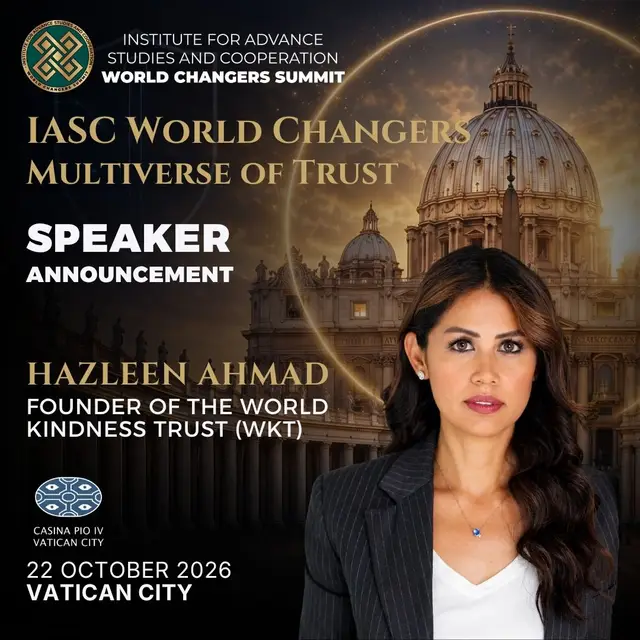 INSTITUTE FOR ADVANCE
STUDIES AND COOPERATION
WORLD CHANGERS SUMMIT
IASC WORLD CHANGERS
MULTIVERSE OF TRUST
SPEAKER
ANNOUNCEMENT
HAZLEEN AHMAD
FOUNDER OF THE WORLD
KINDNESS TRUST (WKT)
CASINA PIO IV
VATICAN CITY
22 OCTOBER 2026
VATICAN CITY